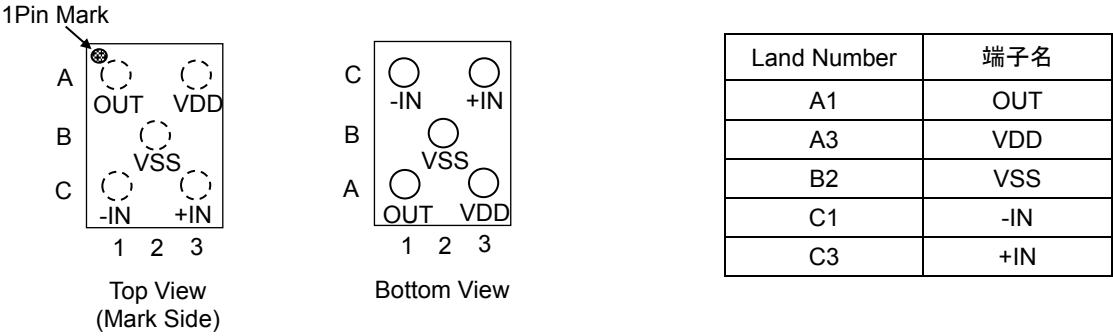 1Pin Mark
A
OUT
VDD
B
VSS
C
-IN
+IN
1 2 3
Top View
(Mark Side)
C
-IN
+IN
B
VSS
A
OUT
VDD
1 2 3
Bottom View
Land Number 端子名
A1 OUT
A3 VDD
B2 VSS
C1 -IN
C3 +IN